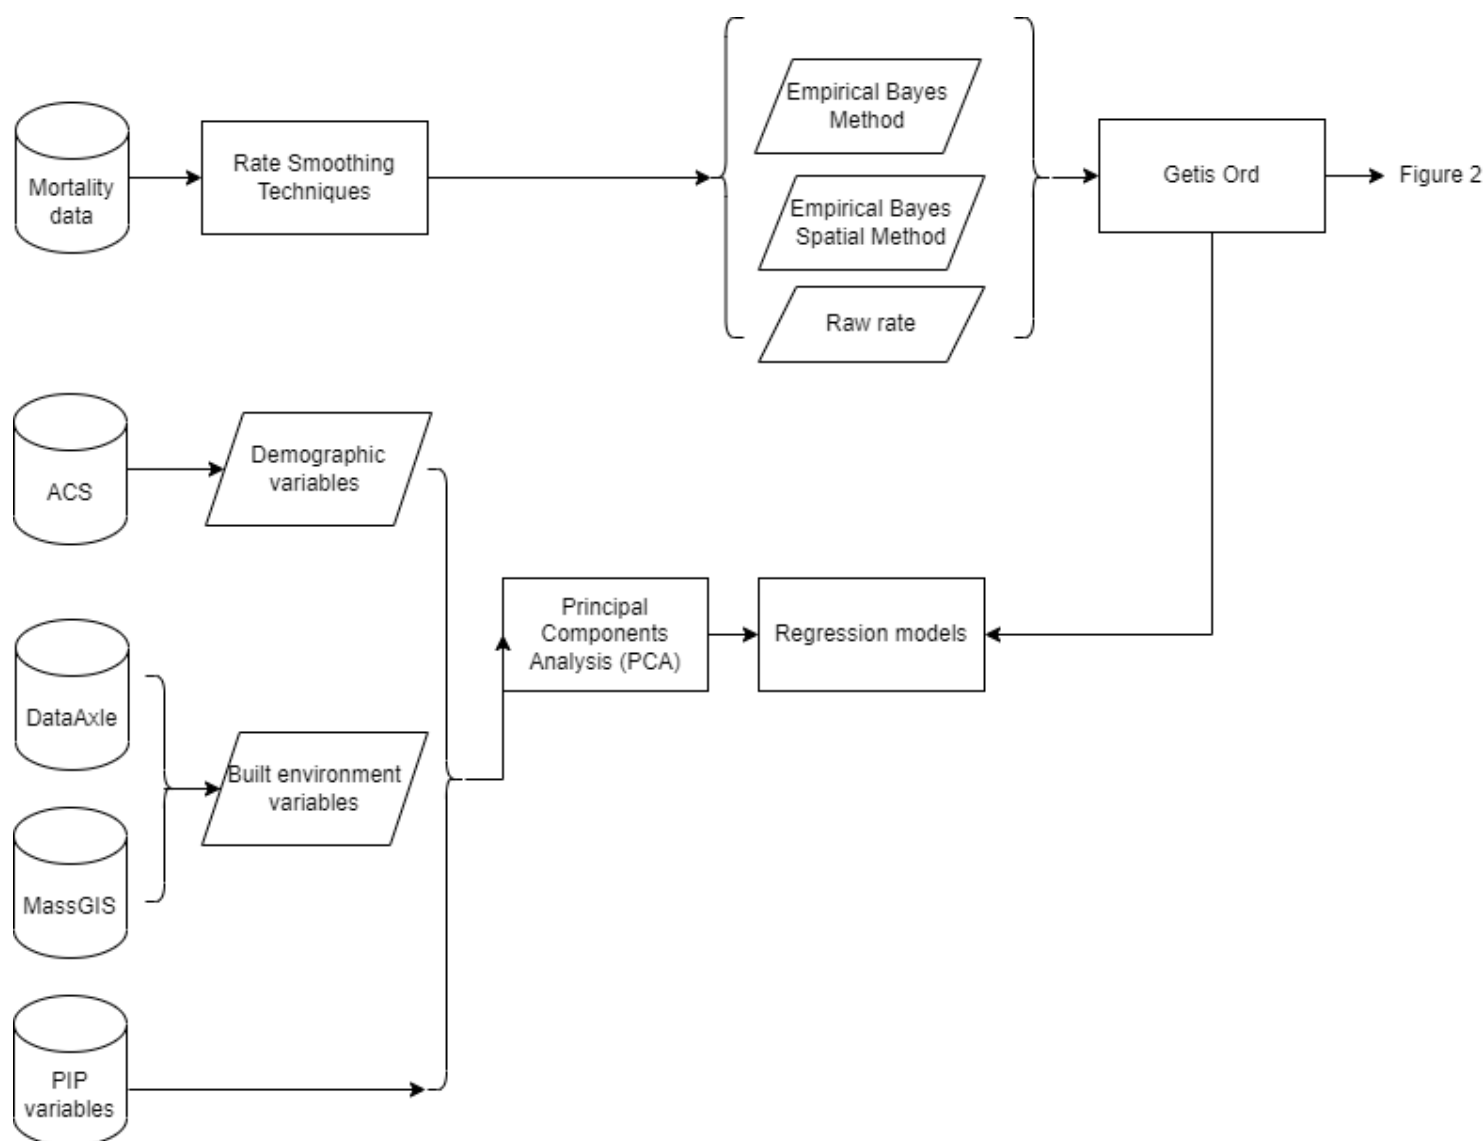 Mortality
data
Rate Smoothing
Techniques
Empirical Bayes
Method
Empirical Bayes
Spatial Method
Raw rate
Getis Ord
Figure 2
ACS
Demographic
variables
DataAxle
MassGIS
Built environment
variables
PIP
variables
Principal
Components
Analysis (PCA)
Regression models